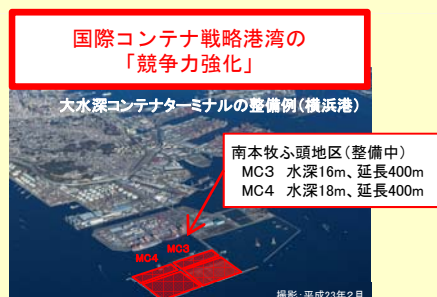 国際コンテナ戦略港湾の
「競争力強化」
大水深コンテナターミナルの整備例(横浜港)
南本牧ふ頭地区(整備中)
MC3 水深16m、延長400m
MC4 水深18m、延長400m
MC3
MC4
撮影:平成23年2月